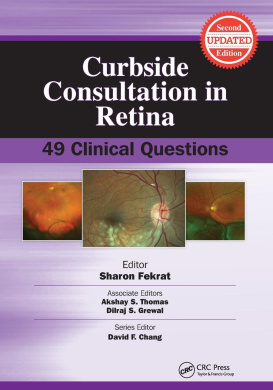 Second
UPDATED
Edition
Curbside
Consultation in
Retina
49 Clinical Questions
Editor
Sharon Fekrat
Associate Editors
Akshay S. Thomas
Dilraj S. Grewal
Series Editor
David F. Chang
CRC
CRC Press
Taylor & Francis Group